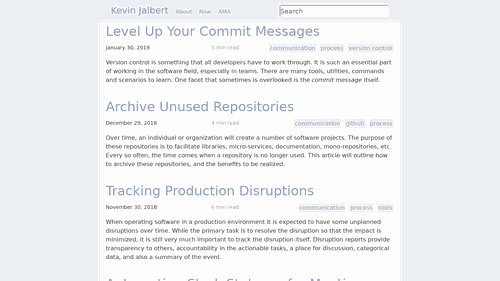 Kevin Jalbert About Now AMA Search
Level Up Your Commit Messages
January 30, 2019 5 min read communication process version control
Version control is something that all developers have to work through. It is such an essential part
of working in the software field, especially in teams. There are many tools, utilities, commands
and scenarios to learn. One facet that sometimes is overlooked is the commit message itself.
Archive Unused Repositories
December 29, 2018 4 min read communication github process
Over time, an individual or organization will create a number of software projects. The purpose of
these repositories is to facilitate libraries, micro-services, documentation, mono-repositories, etc.
Every so often, the time comes when a repository is no longer used. This article will outline how
to archive these repositories, and the benefits to be realized.
Tracking Production Disruptions
November 30, 2018 6 min read communication process tools
When operating software in a production environment it is expected to have some unplanned
disruptions over time. While the primary task is to resolve the disruption so that the impact is
minimized, it is still very much important to track the disruption itself. Disruption reports provide
transparency to others, accountability in the actionable tasks, a place for discussion, categorical
data, and also a summary of the event.